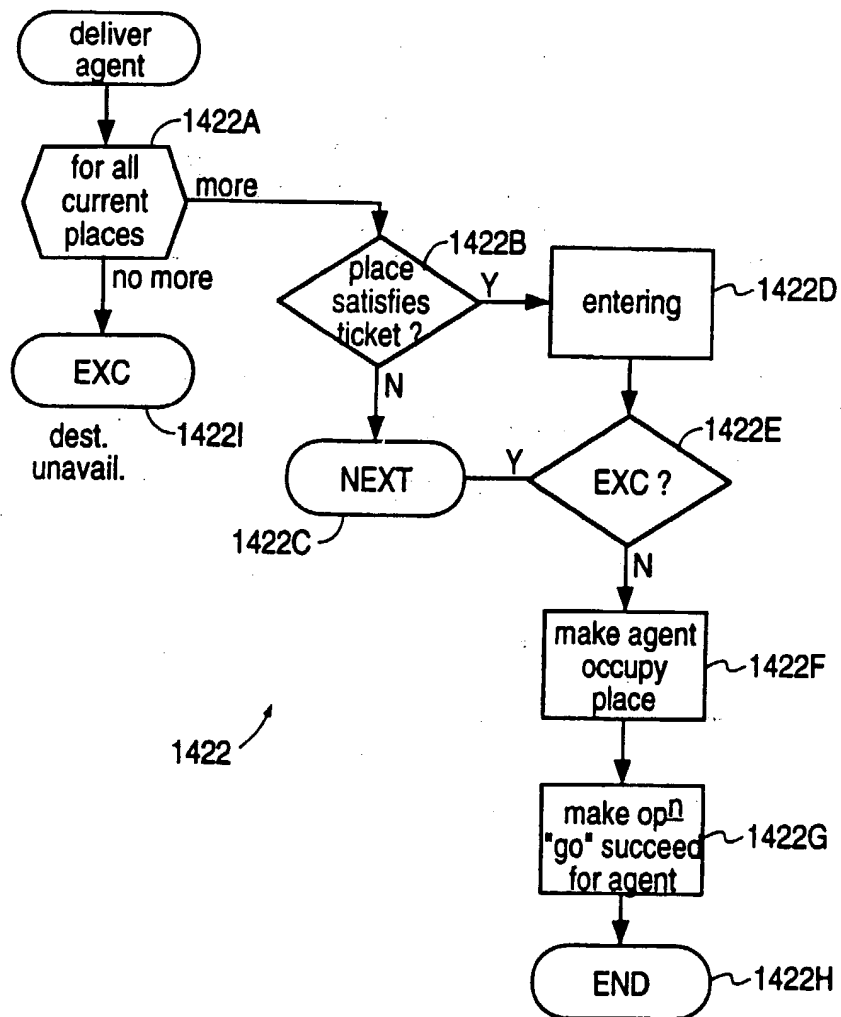 deliver
agent
1422A
for all
current
places
more
no more
1422B
place
satisfies
ticket ?
Y
N
entering
1422D
EXC
1422I
dest.
unavail.
NEXT
1422C
Y
EXC ?
1422E
N
make agent
occupy
place
1422F
1422
make opn
"go" succeed
for agent
1422G
END
1422H